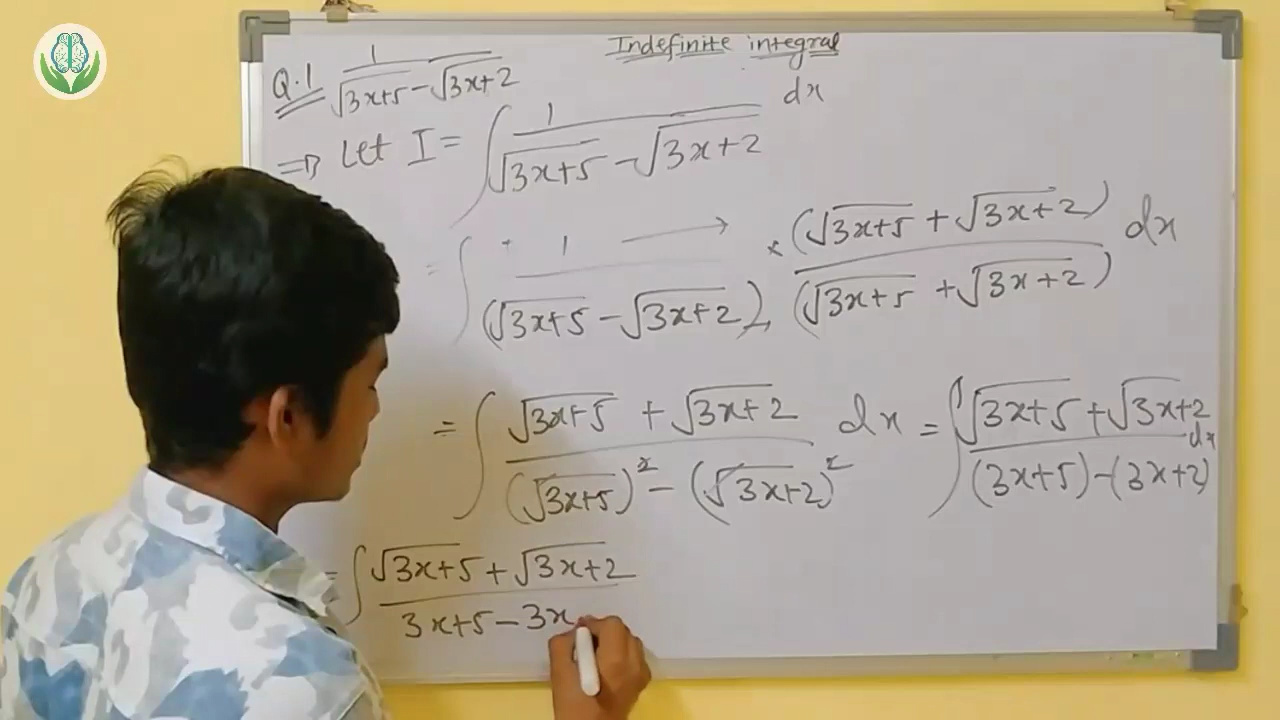 Indefinite integral
Q.1 1/(√3x+5 - √3x+2)
⇒ Let I = ∫ 1/(√3x+5 - √3x+2) dx
= ∫ 1/(√3x+5 - √3x+2) × (√3x+5 + √3x+2)/(√3x+5 + √3x+2) dx
= ∫ (√3x+5 + √3x+2)/((√3x+5)² - (√3x+2)²) dx = ∫ (√3x+5 + √3x+2)/((3x+5)-(3x+2)) dx
= ∫ (√3x+5 + √3x+2)/(3x+5-3x